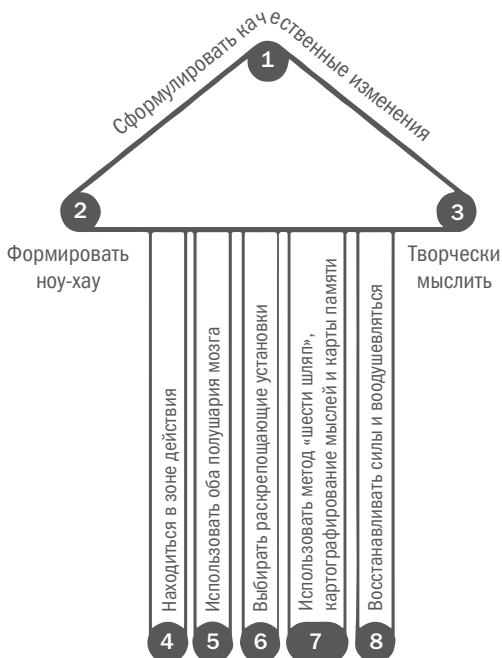 Сформулировать качественные изменения
1
2
3
Формировать
ноу-хау
Творчески
мыслить
Находиться в зоне действия
Использовать оба полушария мозга
Выбирать раскрепощающие установки
Использовать метод «шести шляп»,
картографирование мыслей и карты памяти
Восстанавливать силы и воодушевляться
4
5
6
7
8